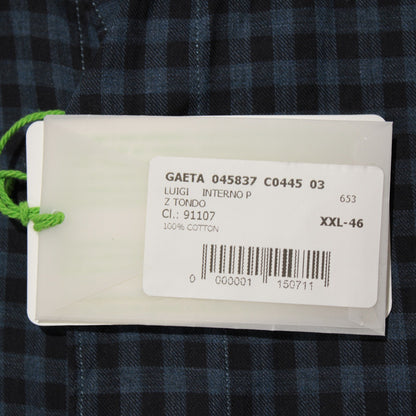 GAETA 045837 C0445 03
LUIGI INTERNO P 653
Z TONDO
Cl.: 91107 XXL-46
100% COTTON
0 000001 150711